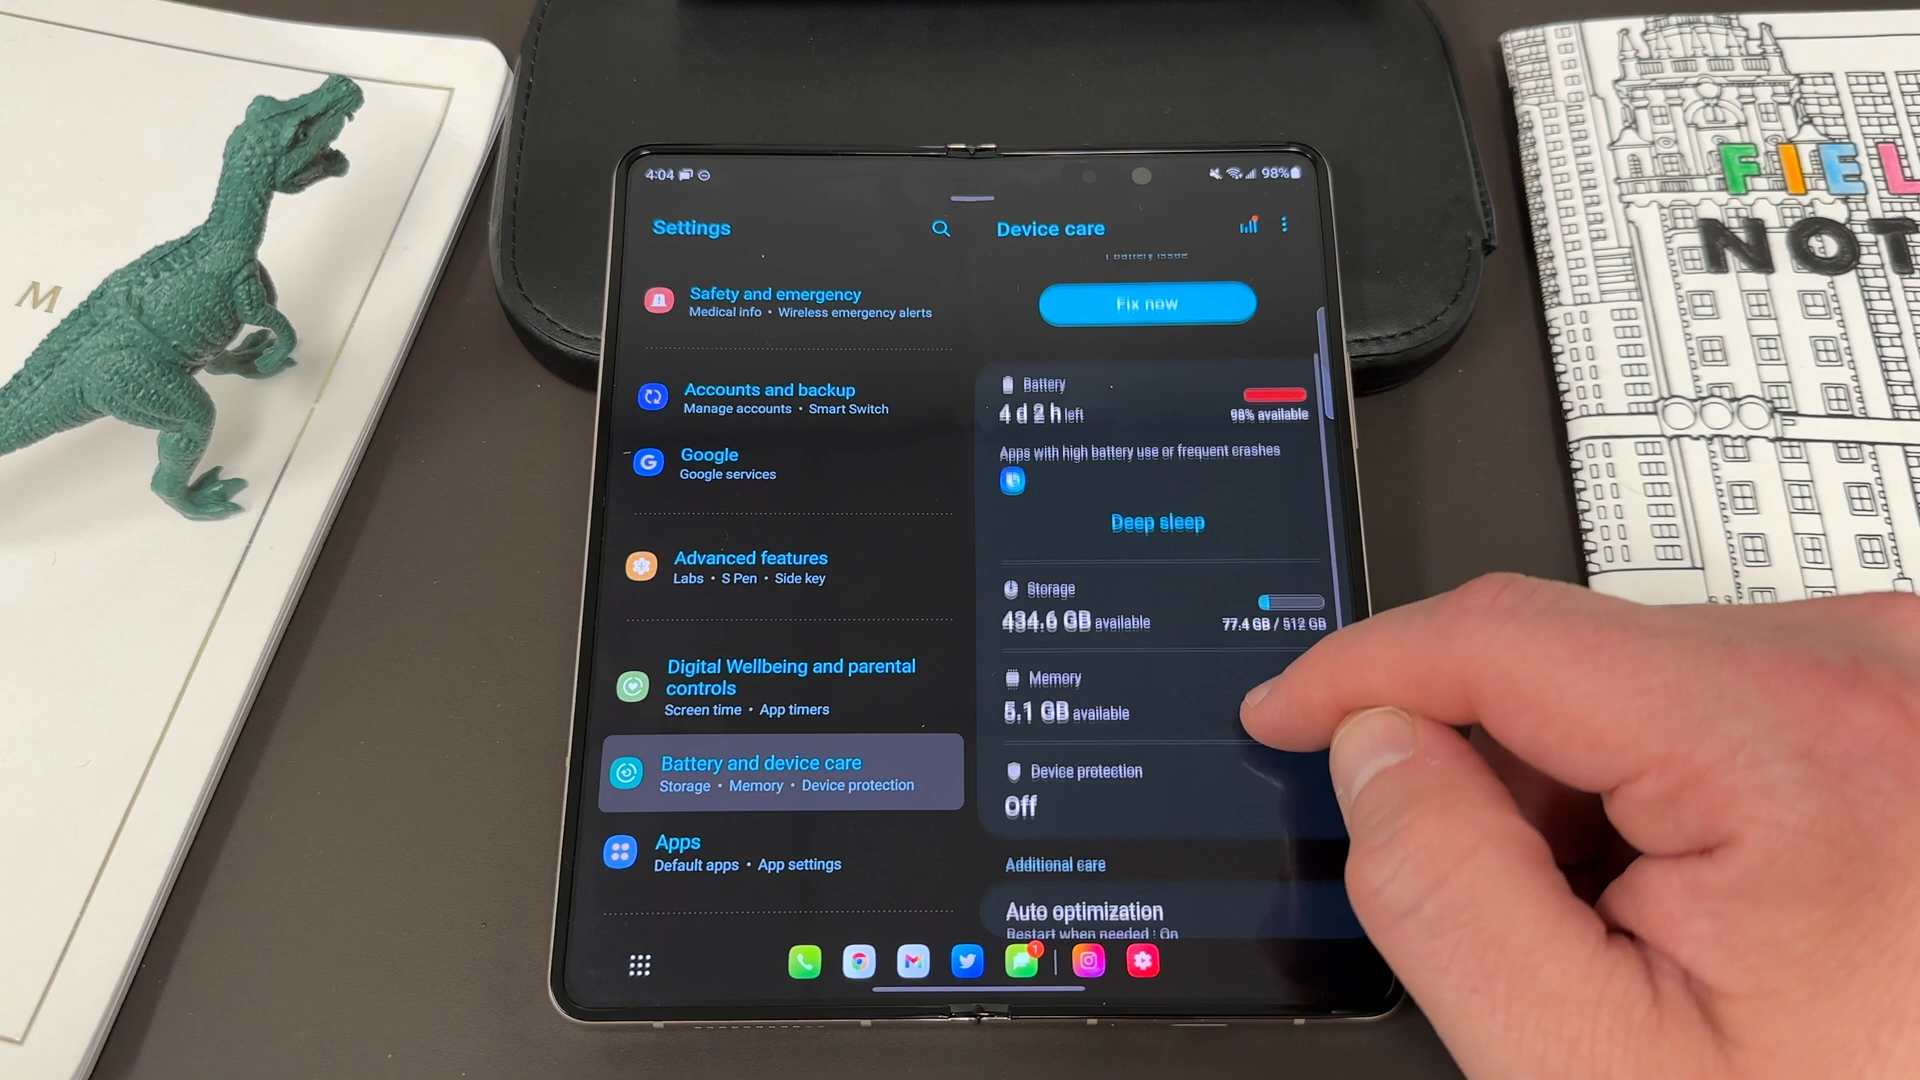 M
4:04
98%
Settings
Safety and emergency
Medical info • Wireless emergency alerts
Accounts and backup
Manage accounts • Smart Switch
Google
Google services
Advanced features
Labs • S Pen • Side key
Digital Wellbeing and parental
controls
Screen time • App timers
Battery and device care
Storage • Memory • Device protection
Apps
Default apps • App settings
Device care
1 battery issue
Fix now
Battery
4 d 2 h left
98% available
Apps with high battery use or frequent crashes
Deep sleep
Storage
434.6 GB available
77.4 GB / 512 GB
Memory
5.1 GB available
Device protection
Off
Additional care
Auto optimization
Restart when needed : On
1
FIEL
NOT